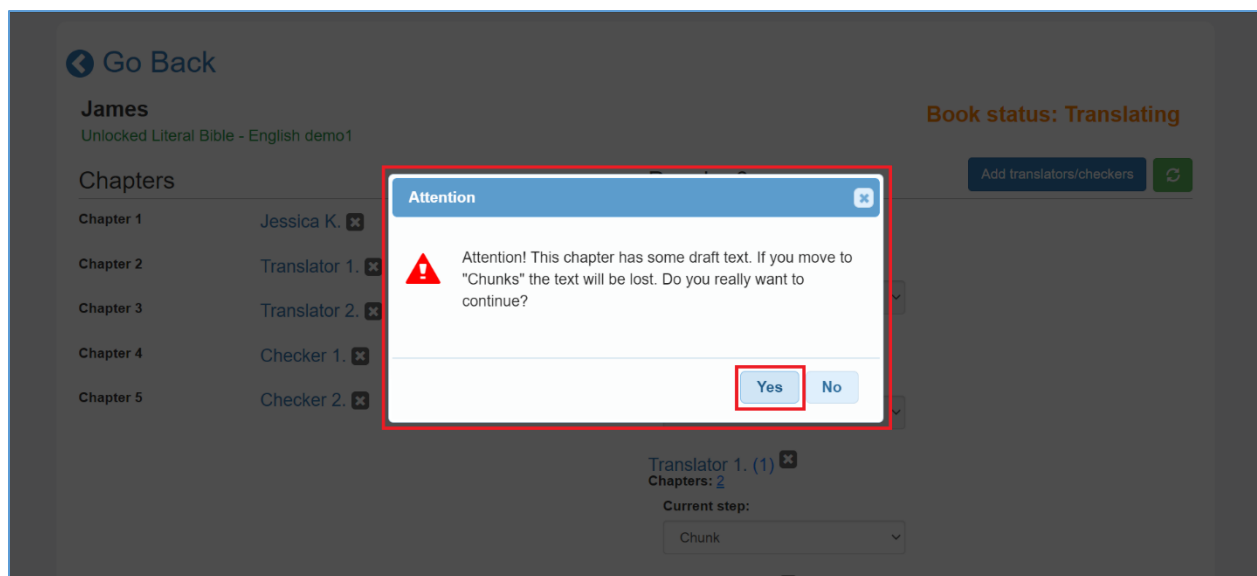 Go Back
James
Book status: Translating
Unlocked Literal Bible - English demo1
Chapters
Add translators/checkers
Attention
Chapter 1
Jessica K.
Chapter 2
Translator 1.
Chapter 3
Translator 2.
Chapter 4
Checker 1.
Chapter 5
Checker 2.
Attention! This chapter has some draft text. If you move to
"Chunks" the text will be lost. Do you really want to
continue?
Yes
No
Translator 1. (1)
Chapters: 2
Current step:
Chunk